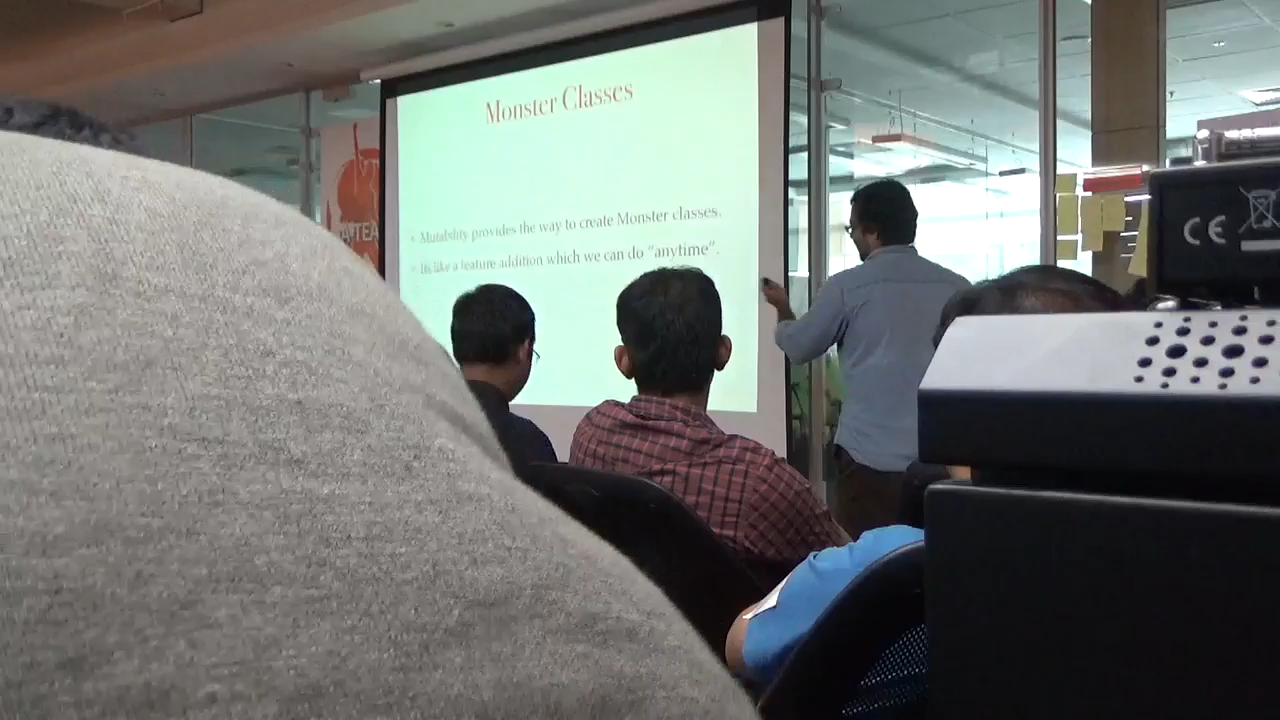 Monster Classes
Mutability provides the way to create Monster classes.
Its like a feature addition which we can do “anytime”.
CE